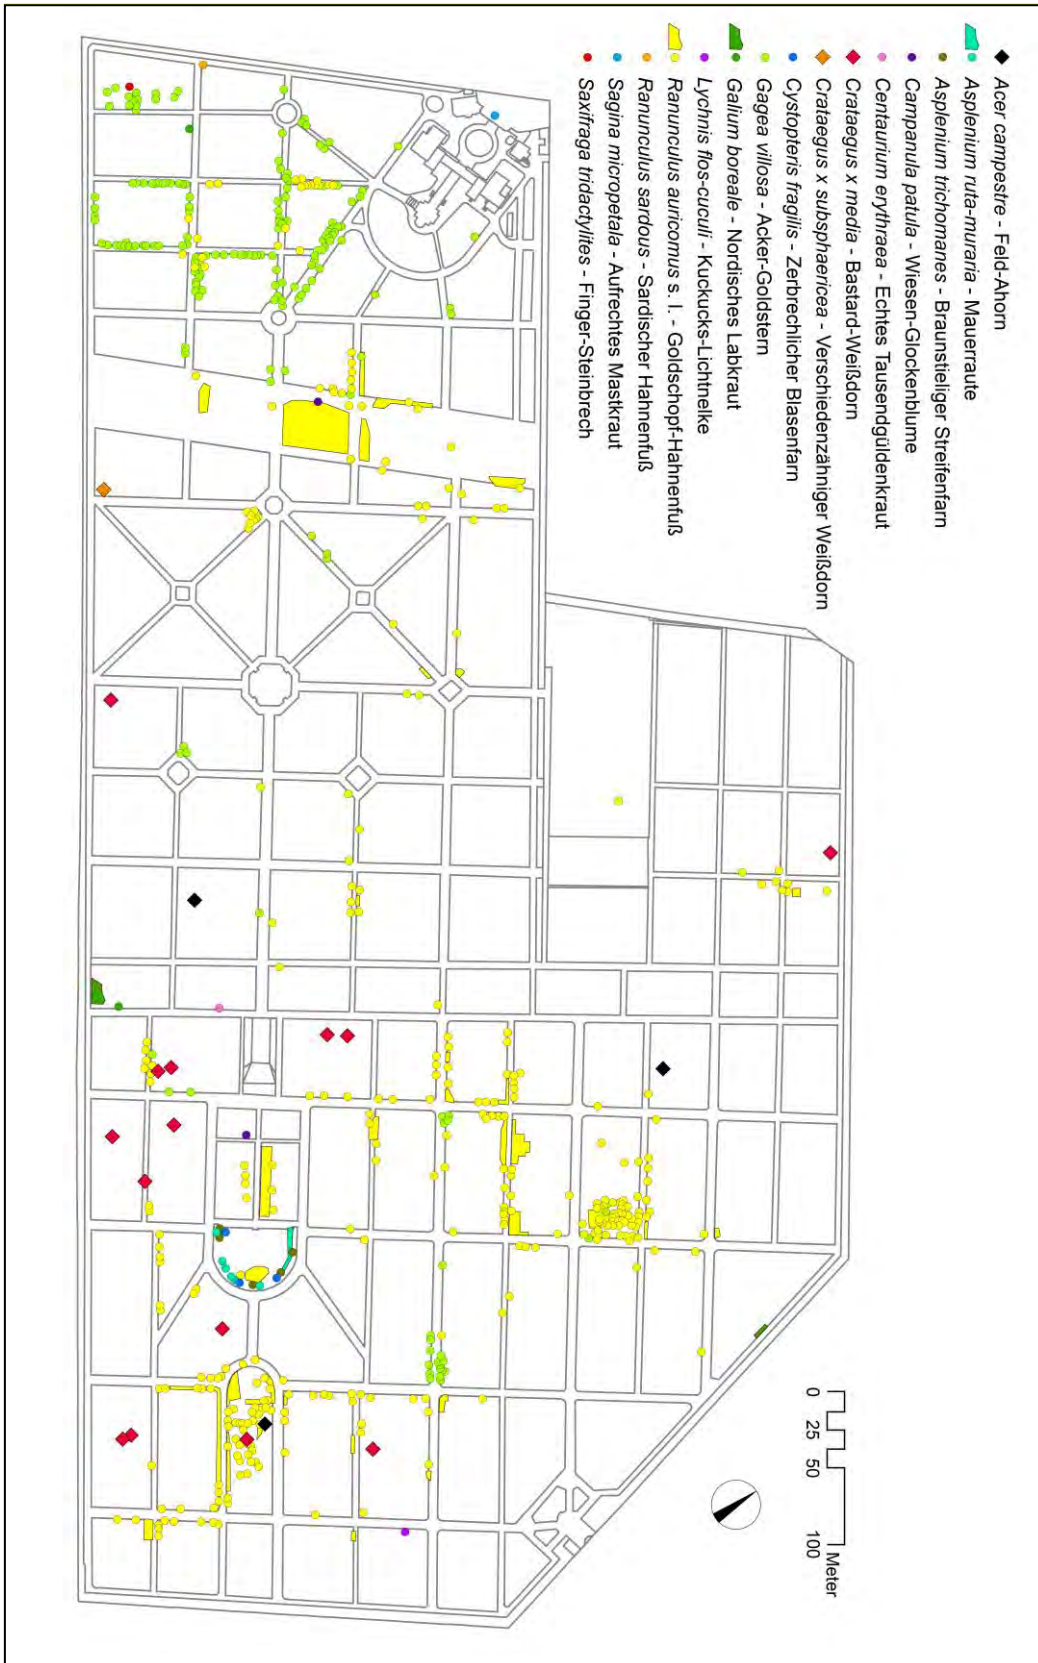 Acer campestre - Feld-Ahorn
Asplenium ruta-muraria - Mauerraute
Asplenium trichomanes - Braunstieliger Streifenfarn
Campanula patula - Wiesen-Glockenblume
Centaurium erythraea - Echtes Tausendgüldenkraut
Crataegus x media - Bastard-Weißdorn
Crataegus x subsphaericea - Verschiedenzähniger Weißdorn
Cystopteris fragilis - Zerbrechlicher Blasenfarn
Gagea villosa - Acker-Goldstern
Galium boreale - Nordisches Labkraut
Lychnis flos-cuculi - Kuckucks-Lichtnelke
Ranunculus auricomus s. l. - Goldschopf-Hahnenfuß
Ranunculus sardous - Sardischer Hahnenfuß
Sagina micropetala - Aufrechtes Mastkraut
Saxifraga tridactylites - Finger-Steinbrech
0 25 50 100
Meter